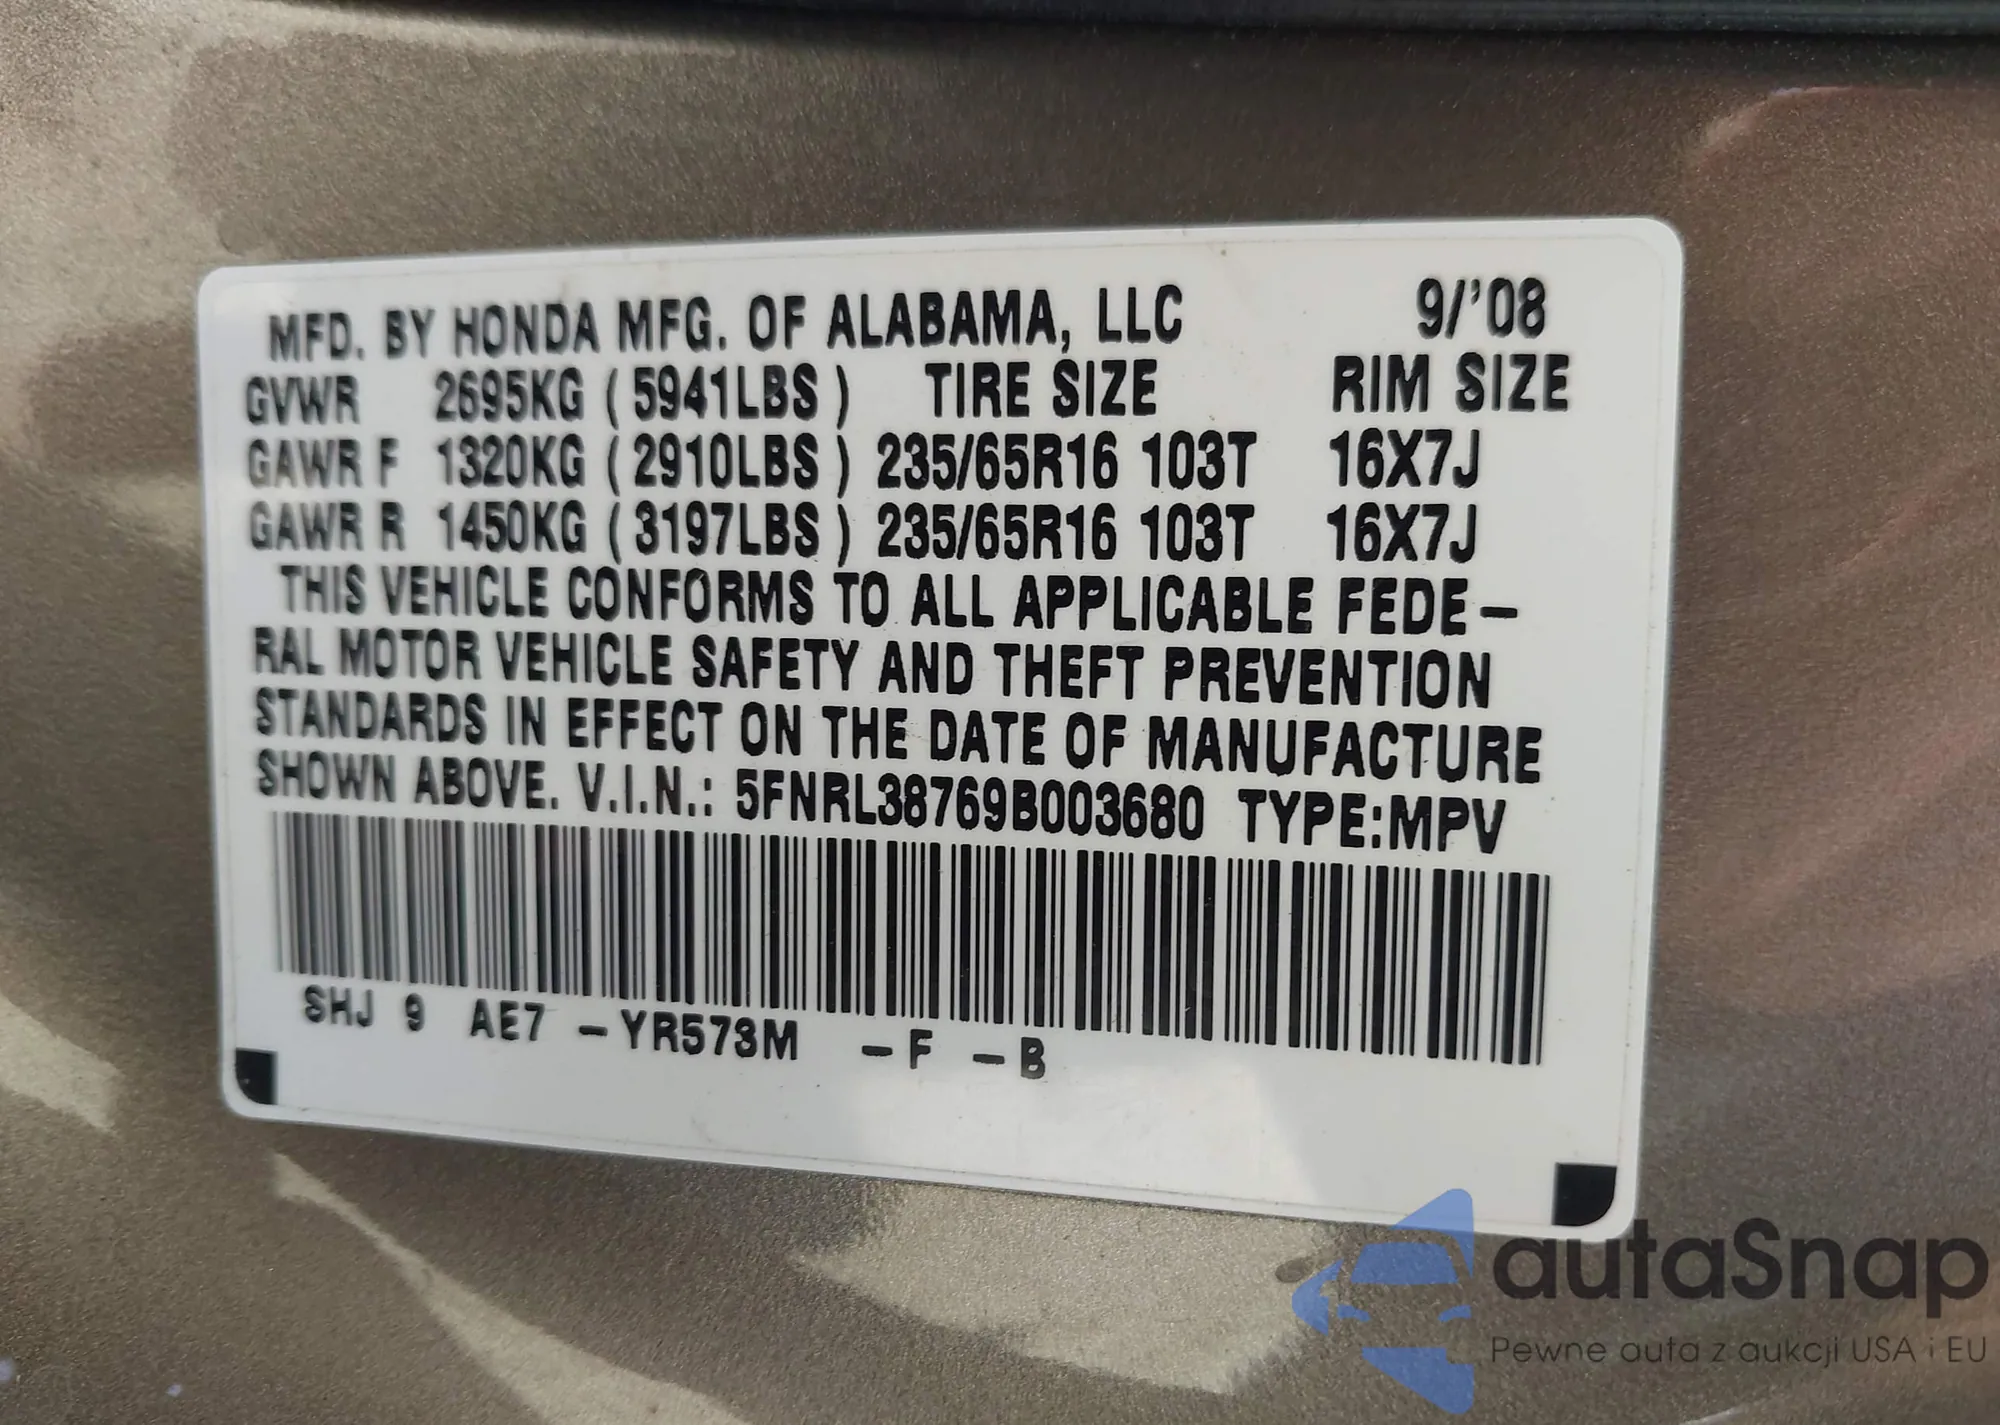 MFD. BY HONDA MFG. OF ALABAMA, LLC 9/'08
GVWR 2695KG (5941LBS) TIRE SIZE RIM SIZE
GAWR F 1320KG (2910LBS) 235/65R16 103T 16X7J
GAWR R 1450KG (3197LBS) 235/65R16 103T 16X7J
THIS VEHICLE CONFORMS TO ALL APPLICABLE FEDE-
RAL MOTOR VEHICLE SAFETY AND THEFT PREVENTION
STANDARDS IN EFFECT ON THE DATE OF MANUFACTURE
SHOWN ABOVE. V.I.N.: 5FNRL38769B003680 TYPE:MPV
SHJ 9 AE7 -YR573M -F -B
autaSnap
Pewne auta z aukcji USA i EU